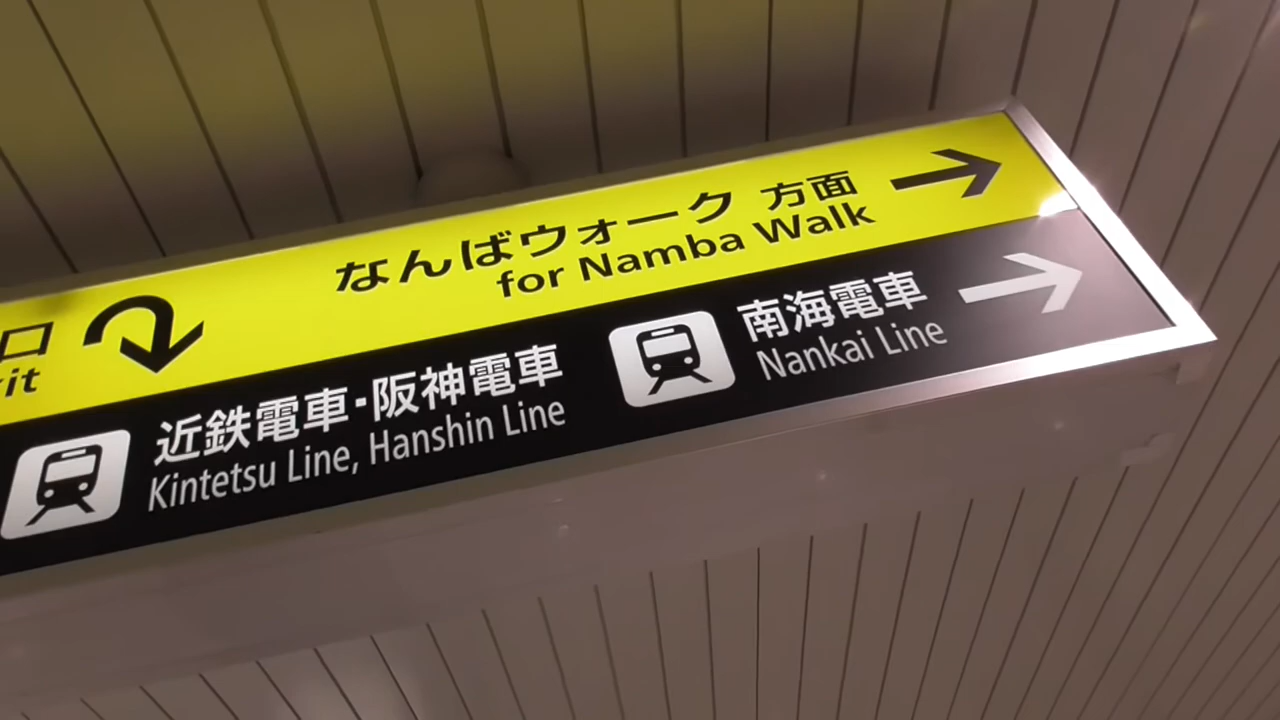 口
xit
なんばウォーク 方面
for Namba Walk
近鉄電車・阪神電車
Kintetsu Line, Hanshin Line
南海電車
Nankai Line